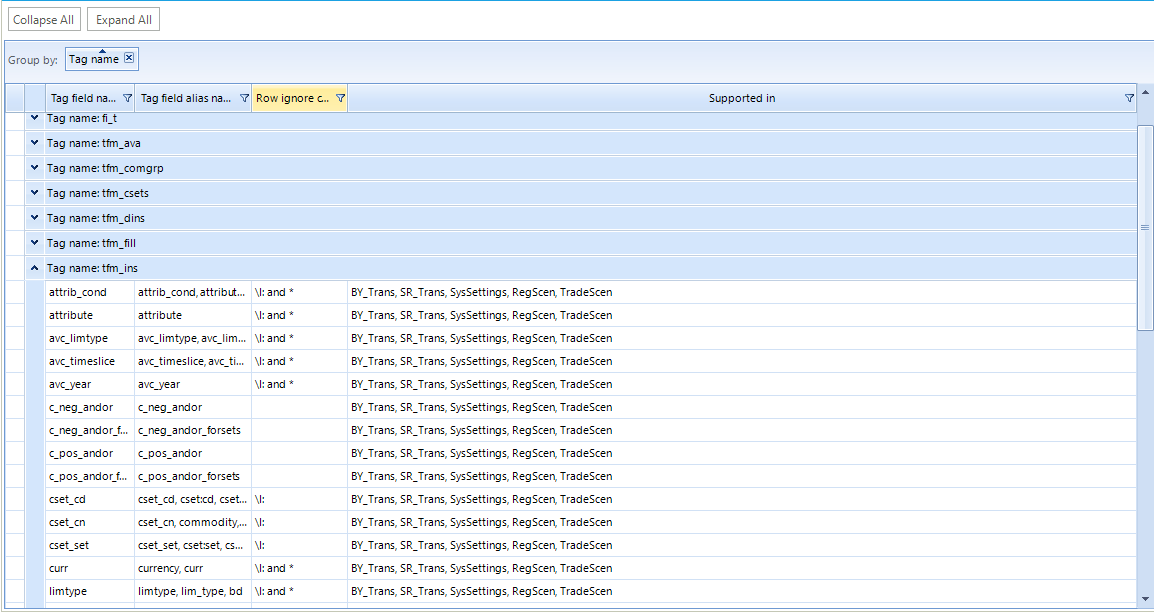 Collapse All Expand All
Group by: Tag name
Tag field na... Tag field alias na... Row ignore c... Supported in
Tag name: fi_t
Tag name: tfm_ava
Tag name: tfm_comgrp
Tag name: tfm_csets
Tag name: tfm_dins
Tag name: tfm_fill
Tag name: tfm_ins
attrib_cond attrib_cond, attribut... \I: and * BY_Trans, SR_Trans, SysSettings, RegScen, TradeScen
attribute attribute \I: and * BY_Trans, SR_Trans, SysSettings, RegScen, TradeScen
avc_limtype avc_limtype, avc_lim... \I: and * BY_Trans, SR_Trans, SysSettings, RegScen, TradeScen
avc_timeslice avc_timeslice, avc_ti... \I: and * BY_Trans, SR_Trans, SysSettings, RegScen, TradeScen
avc_year avc_year \I: and * BY_Trans, SR_Trans, SysSettings, RegScen, TradeScen
c_neg_andor c_neg_andor BY_Trans, SR_Trans, SysSettings, RegScen, TradeScen
c_neg_andor_f... c_neg_andor_forsets BY_Trans, SR_Trans, SysSettings, RegScen, TradeScen
c_pos_andor c_pos_andor BY_Trans, SR_Trans, SysSettings, RegScen, TradeScen
c_pos_andor_f... c_pos_andor_forsets BY_Trans, SR_Trans, SysSettings, RegScen, TradeScen
cset_cd cset_cd, cset:cd, cset... \I: BY_Trans, SR_Trans, SysSettings, RegScen, TradeScen
cset_cn cset_cn, commodity,... \I: BY_Trans, SR_Trans, SysSettings, RegScen, TradeScen
cset_set cset_set, cset:set, cs... \I: BY_Trans, SR_Trans, SysSettings, RegScen, TradeScen
curr currency, curr \I: and * BY_Trans, SR_Trans, SysSettings, RegScen, TradeScen
limtype limtype, lim_type, bd \I: and * BY_Trans, SR_Trans, SysSettings, RegScen, TradeScen